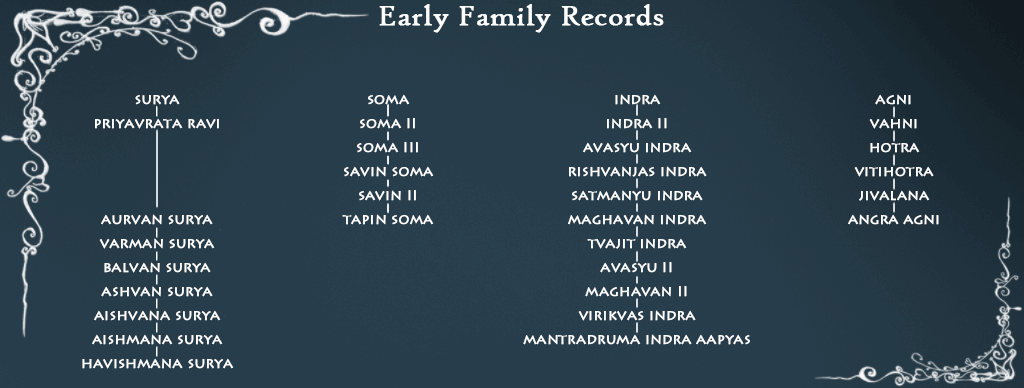 Early Family Records
SURYA
PRIYAVRATA RAVI
AURVAN SURYA
VARMAN SURYA
BALVAN SURYA
ASHVAN SURYA
AISHVANA SURYA
AISHMANA SURYA
HAVISHMANA SURYA
SOMA
SOMA II
SOMA III
SAVIN SOMA
SAVIN II
TAPIN SOMA
INDRA
INDRA II
AVASYU INDRA
RISHVANJAS INDRA
SATMANYU INDRA
MAGHAVAN INDRA
TVAJIT INDRA
AVASYU II
MAGHAVAN II
VIRIKVAS INDRA
MANTRADRUMA INDRA AAPYAS
AGNI
VAHNI
HOTRA
VITIHOTRA
JIVALANA
ANGRA AGNI